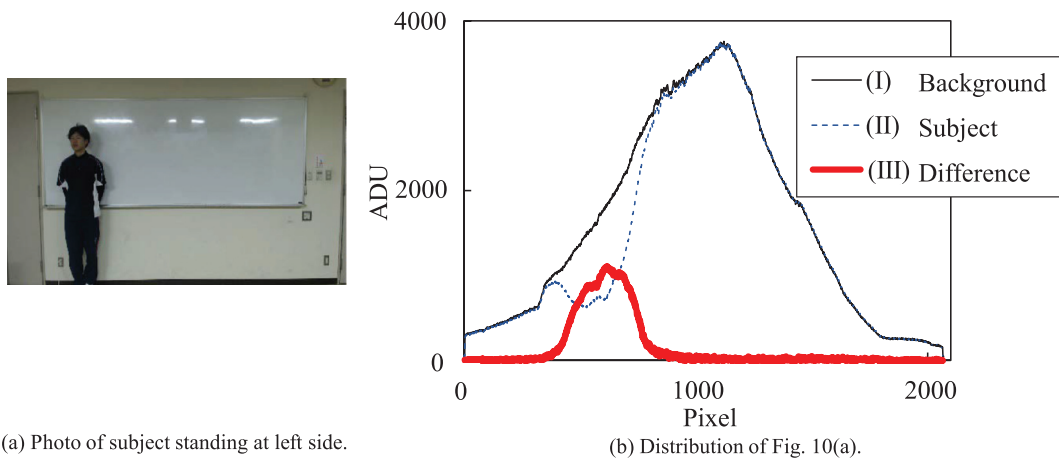 4000
2000
0
ADU
0
1000
2000
Pixel
(I) Background
(II) Subject
(III) Difference
(a) Photo of subject standing at left side.
(b) Distribution of Fig. 10(a).